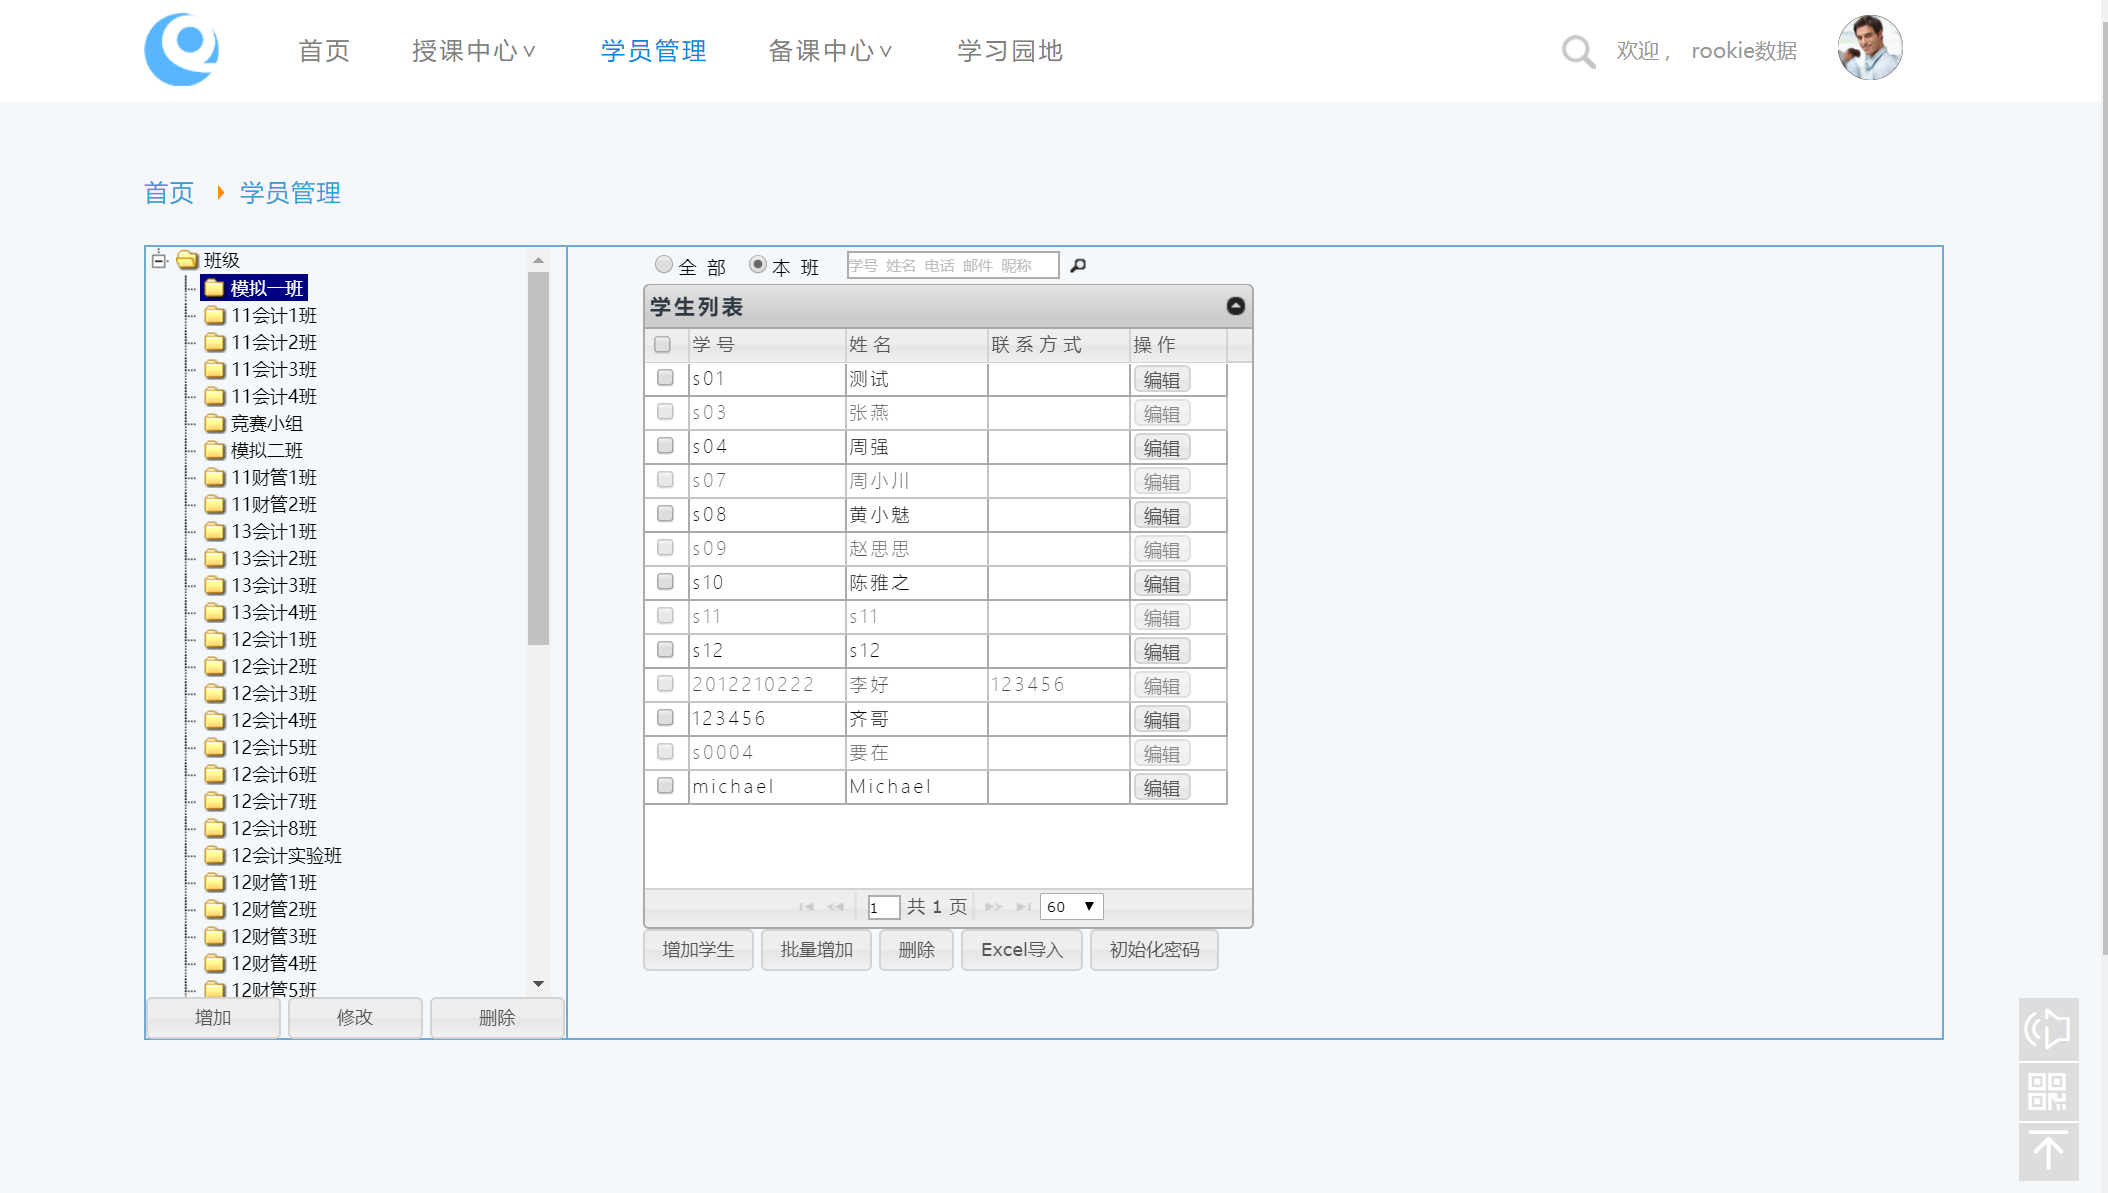 首页 授课中心∨ 学员管理 备课中心∨ 学习园地 欢迎， rookie数据
首页 学员管理
班级
模拟一班
11会计1班
11会计2班
11会计3班
11会计4班
竞赛小组
模拟二班
11财管1班
11财管2班
13会计1班
13会计2班
13会计3班
13会计4班
12会计1班
12会计2班
12会计3班
12会计4班
12会计5班
12会计6班
12会计7班
12会计8班
12会计实验班
12财管1班
12财管2班
12财管3班
12财管4班
12财管5班
增加 修改 删除
全 部 本 班 学号 姓名 电话 邮件 昵称
学生列表
学号 姓名 联系方式 操作
s01 测试 编辑
s03 张燕 编辑
s04 周强 编辑
s07 周小川 编辑
s08 黄小魅 编辑
s09 赵思思 编辑
s10 陈雅之 编辑
s11 s11 编辑
s12 s12 编辑
2012210222 李好 123456 编辑
123456 齐哥 编辑
s0004 要在 编辑
michael Michael 编辑
1 共 1 页 60
增加学生 批量增加 删除 Excel导入 初始化密码